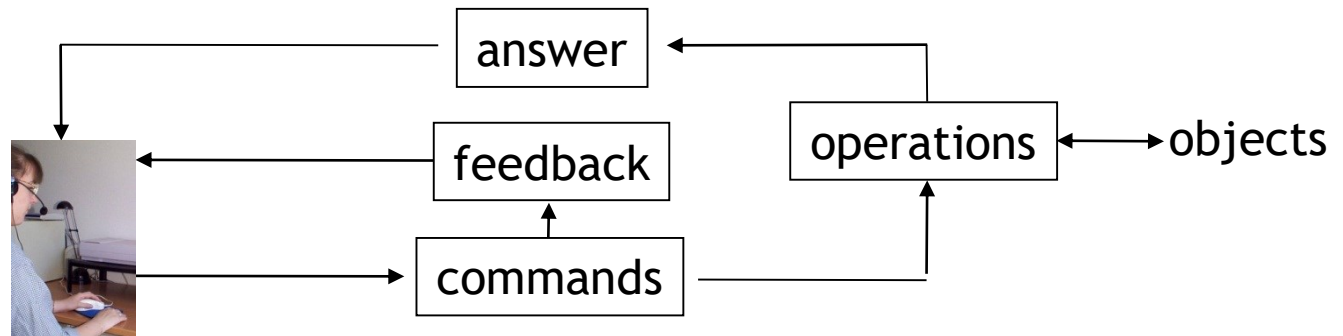 answer
operations
objects
feedback
commands